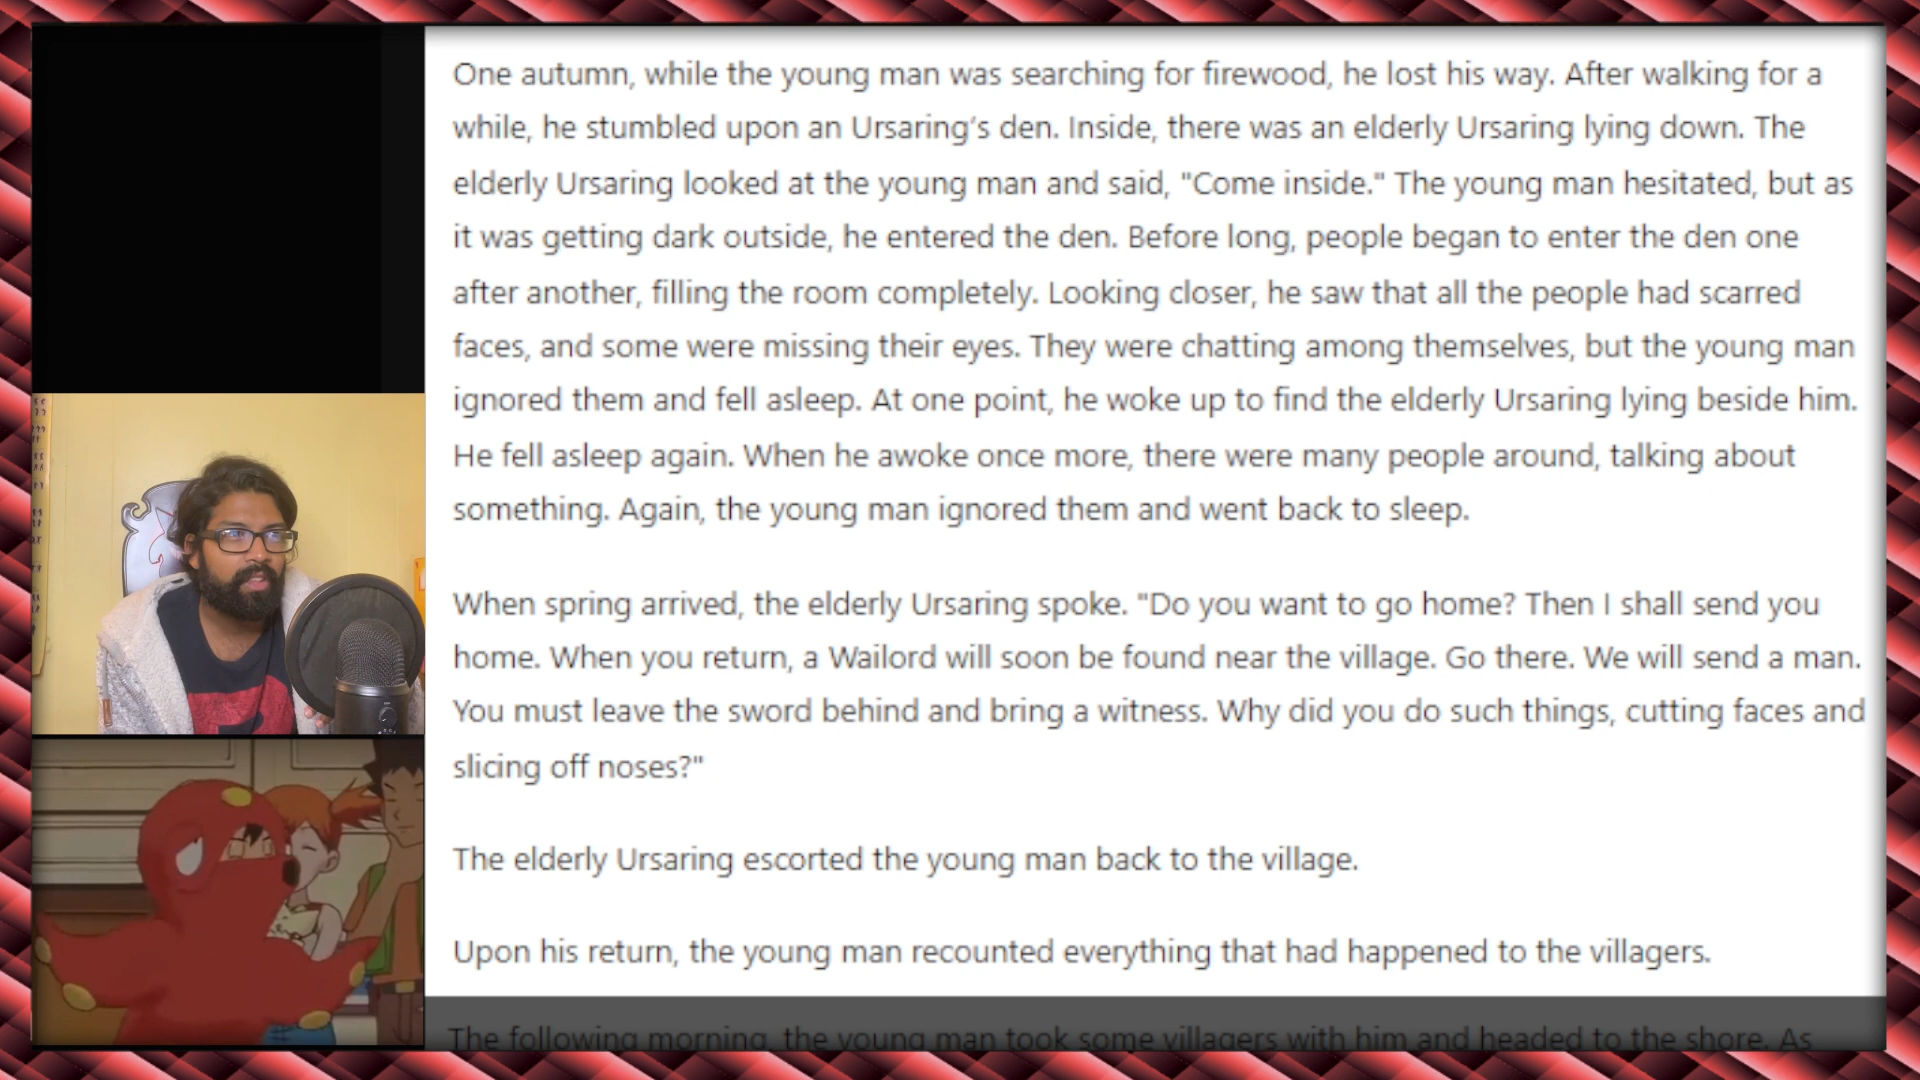 One autumn, while the young man was searching for firewood, he lost his way. After walking for a
while, he stumbled upon an Ursaring's den. Inside, there was an elderly Ursaring lying down. The
elderly Ursaring looked at the young man and said, "Come inside." The young man hesitated, but as
it was getting dark outside, he entered the den. Before long, people began to enter the den one
after another, filling the room completely. Looking closer, he saw that all the people had scarred
faces, and some were missing their eyes. They were chatting among themselves, but the young man
ignored them and fell asleep. At one point, he woke up to find the elderly Ursaring lying beside him.
He fell asleep again. When he awoke once more, there were many people around, talking about
something. Again, the young man ignored them and went back to sleep.
When spring arrived, the elderly Ursaring spoke. "Do you want to go home? Then I shall send you
home. When you return, a Wailord will soon be found near the village. Go there. We will send a man.
You must leave the sword behind and bring a witness. Why did you do such things, cutting faces and
slicing off noses?"
The elderly Ursaring escorted the young man back to the village.
Upon his return, the young man recounted everything that had happened to the villagers.
The following morning, the young man took some villagers with him and headed to the shore. As